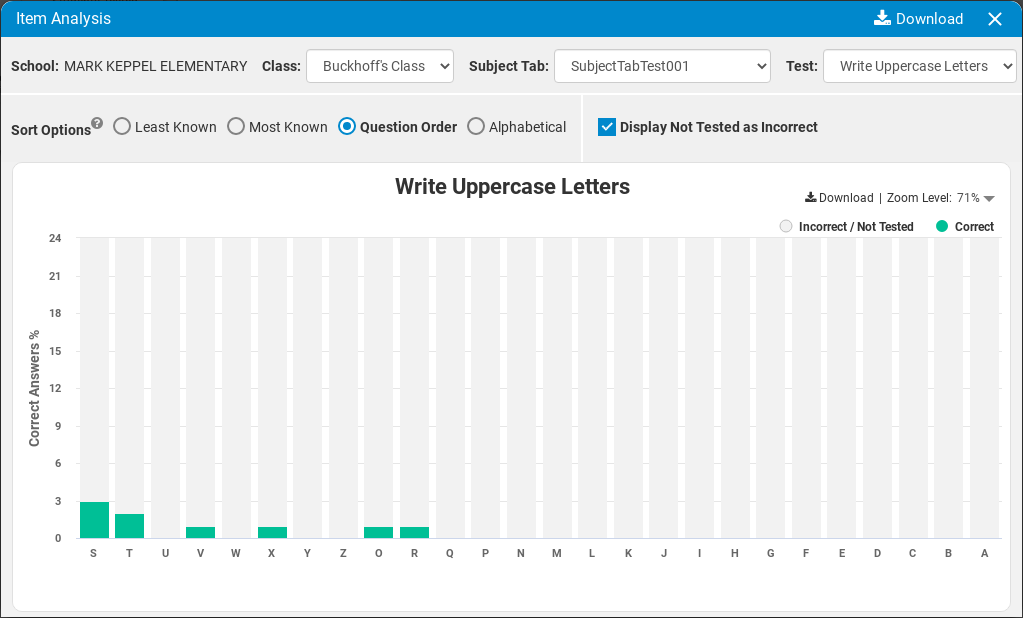 Item Analysis Download
School: MARK KEPPEL ELEMENTARY Class: Buckhoff's Class Subject Tab: SubjectTabTest001 Test: Write Uppercase Letters
Sort Options? Least Known Most Known Question Order Alphabetical Display Not Tested as Incorrect
Write Uppercase Letters
Download | Zoom Level: 71%
Incorrect / Not Tested Correct
Correct Answers %
24
21
18
15
12
9
6
3
0
S T U V W X Y Z O R Q P N M L K J I H G F E D C B A